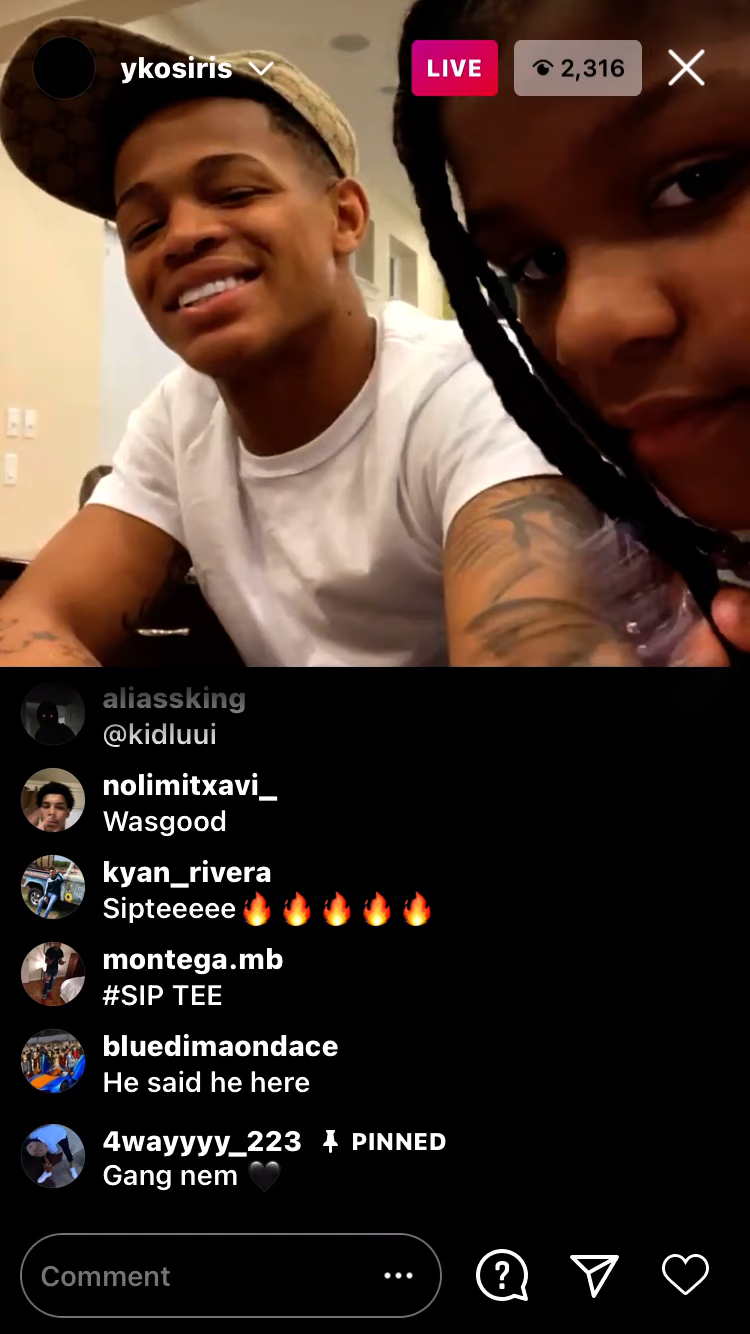 ykosiris
LIVE
2,316
aliassking
@kidluui
nolimitxavi_
Wasgood
kyan_rivera
Sipteeeee🔥🔥🔥🔥🔥
montega.mb
#SIP TEE
bluedimaondace
He said he here
4wayyyy_223 PINNED
Gang nem 🖤
Comment